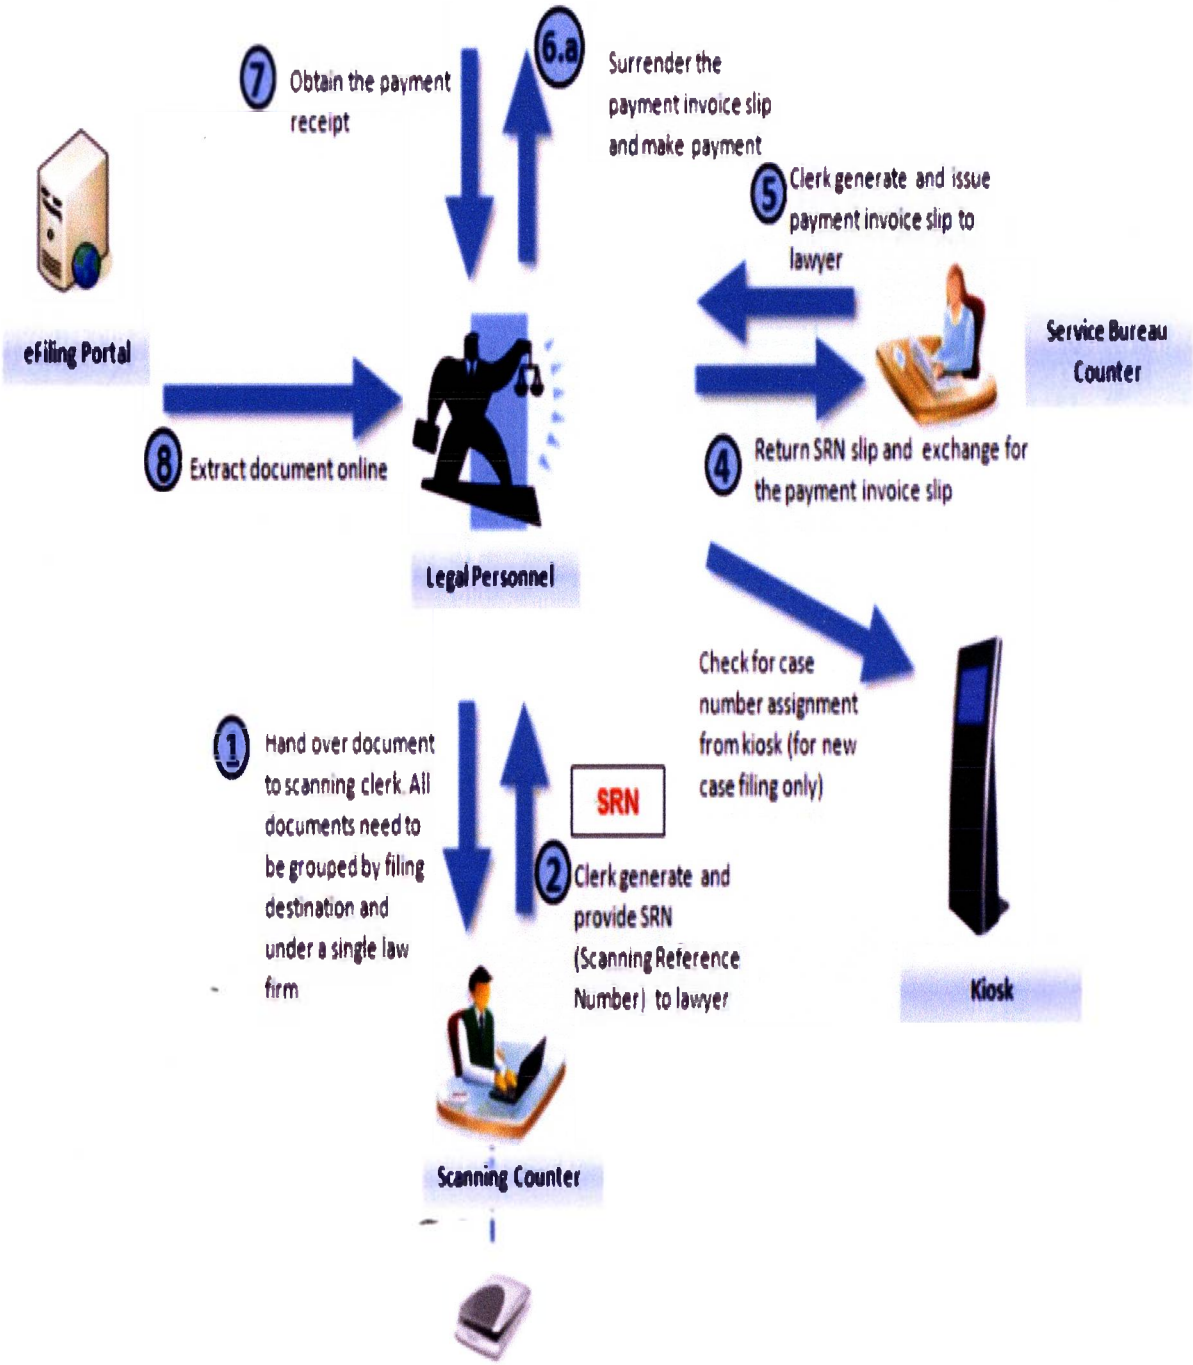 7
Obtain the payment
receipt
6.a
Surrender the
payment invoice slip
and make payment
5
Clerk generate and issue
payment invoice slip to
lawyer
eFiling Portal
Service Bureau
Counter
8
Extract document online
4
Return SRN slip and exchange for
the payment invoice slip
Legal Personnel
Check for case
number assignment
from kiosk (for new
case filing only)
1
Hand over document
to scanning clerk. All
documents need to
be grouped by filing
destination and
under a single law
firm
SRN
2
Clerk generate and
provide SRN
(Scanning Reference
Number) to lawyer
Kiosk
Scanning Counter